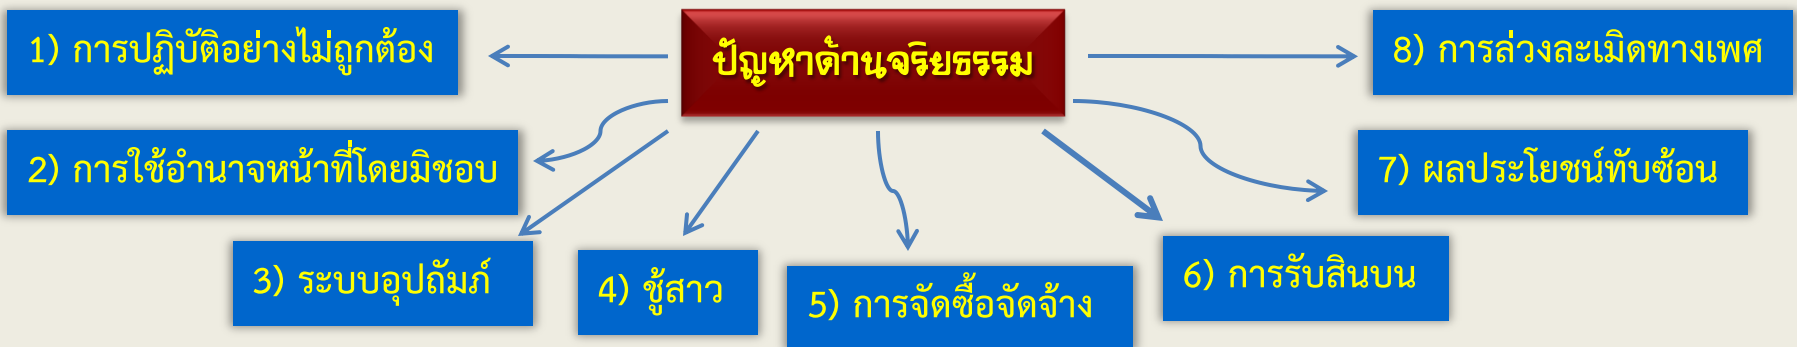 ปัญหาด้านจริยธรรม
1) การปฏิบัติอย่างไม่ถูกต้อง
2) การใช้อำนาจหน้าที่โดยมิชอบ
3) ระบบอุปถัมภ์
4) ชู้สาว
5) การจัดซื้อจัดจ้าง
6) การรับสินบน
7) ผลประโยชน์ทับซ้อน
8) การล่วงละเมิดทางเพศ